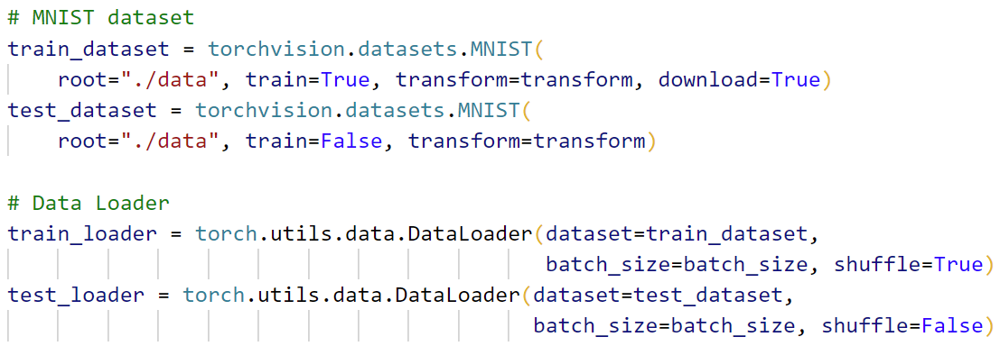 # MNIST dataset
train_dataset = torchvision.datasets.MNIST(
    root="./data", train=True, transform=transform, download=True)
test_dataset = torchvision.datasets.MNIST(
    root="./data", train=False, transform=transform)

# Data Loader
train_loader = torch.utils.data.DataLoader(dataset=train_dataset,
                                           batch_size=batch_size, shuffle=True)
test_loader = torch.utils.data.DataLoader(dataset=test_dataset,
                                          batch_size=batch_size, shuffle=False)